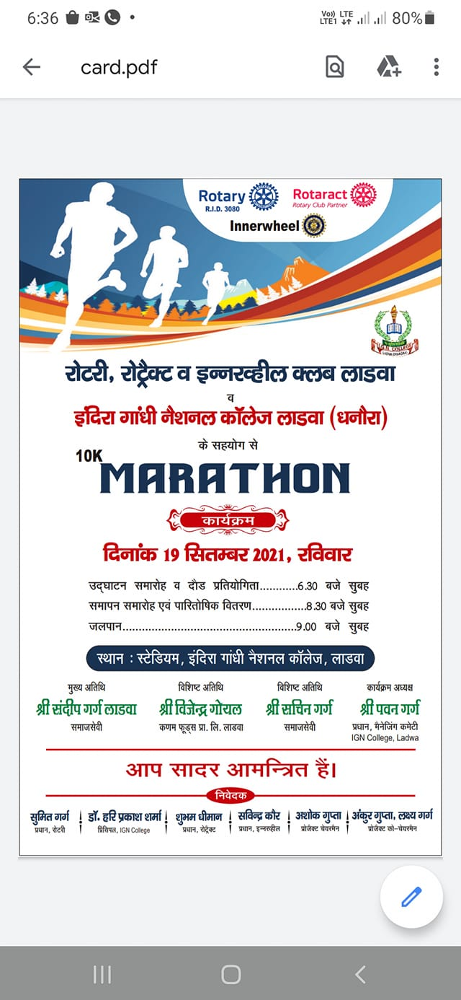 6:36
Vo)) LTE
LTE1
80%
card.pdf
Rotary
R.I.D. 3080
Rotaract
Rotary Club Partner
Innerwheel
रोटरी, रोट्रैक्ट व इन्नरव्हील क्लब लाडवा
व
इंदिरा गांधी नैशनल कॉलेज लाडवा (धनौरा)
के सहयोग से
10K
MARATHON
कार्यक्रम
दिनांक 19 सितम्बर 2021, रविवार
उद्घाटन समारोह व दौड प्रतियोगिता............6.30 बजे सुबह
समापन समारोह एवं पारितोषिक वितरण.................8.30 बजे सुबह
जलपान......................................................9.00 बजे सुबह
स्थान : स्टेडियम, इंदिरा गांधी नैशनल कॉलेज, लाडवा
मुख्य अतिथि
श्री संदीप गर्ग लाडवा
समाजसेवी
विशिष्ट अतिथि
श्री विजेन्द्र गोयल
कणम फूड्स प्रा. लि. लाडवा
विशिष्ट अतिथि
श्री सचिन गर्ग
समाजसेवी
कार्यक्रम अध्यक्ष
श्री पवन गर्ग
प्रधान, मैनेजिंग कमेटी
IGN College, Ladwa
आप सादर आमन्त्रित हैं।
निवेदक
सुमित गर्ग
प्रधान, रोटरी
डॉ. हरि प्रकाश शर्मा
प्रिंसिपल, IGN College
शुभम धीमान
प्रधान, रोट्रेक्ट
सविन्द्र कौर
प्रधान, इन्नरव्हील
अशोक गुप्ता
प्रोजैक्ट चेयरमैन
अंकुर गुप्ता, लक्ष्य गर्ग
प्रोजैक्ट को-चेयरमैन